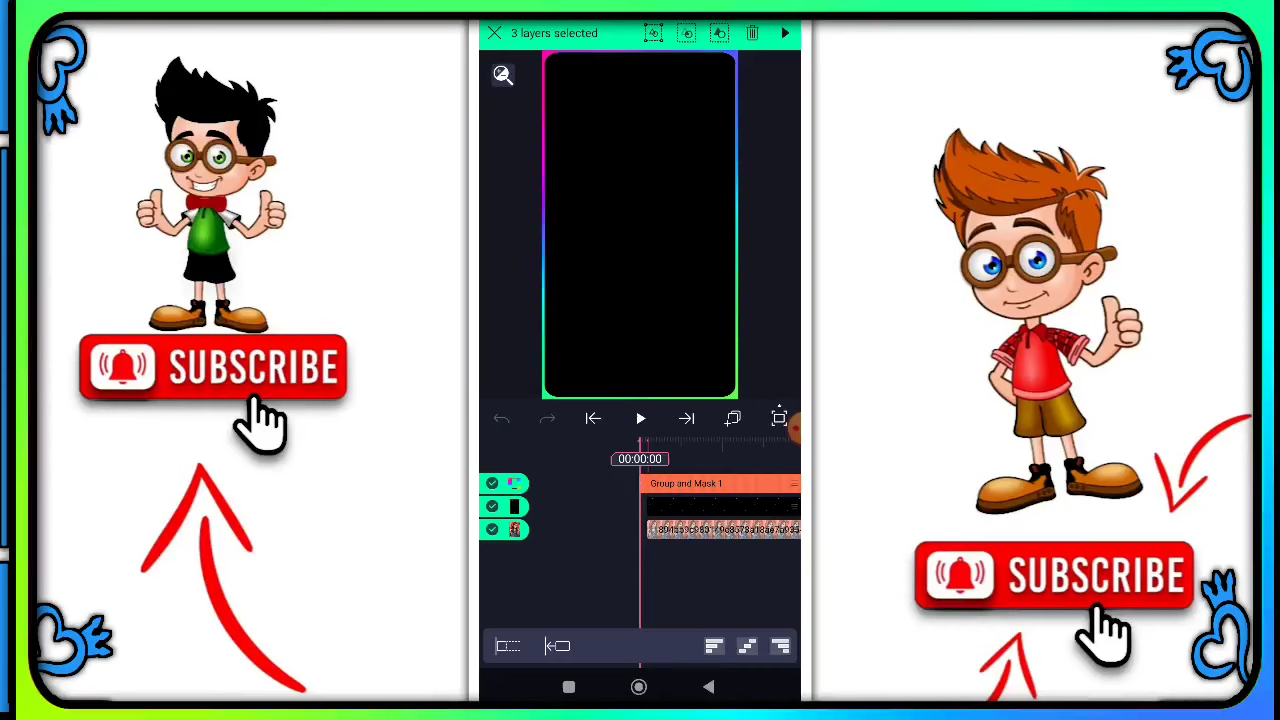 3 layers selected
SUBSCRIBE
00:00:00
Group and Mask 1
SUBSCRIBE